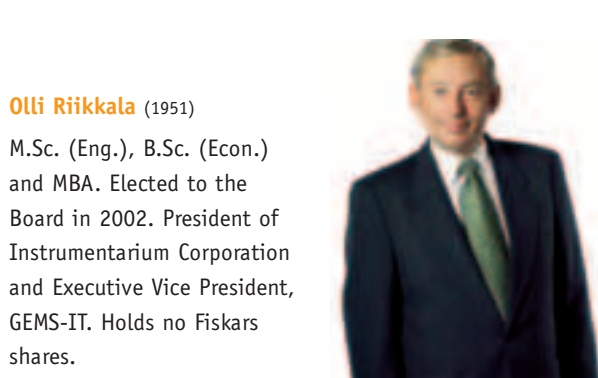 Olli Riikkala (1951)
M.Sc. (Eng.), B.Sc. (Econ.)
and MBA. Elected to the
Board in 2002. President of
Instrumentarium Corporation
and Executive Vice President,
GEMS-IT. Holds no Fiskars
shares.